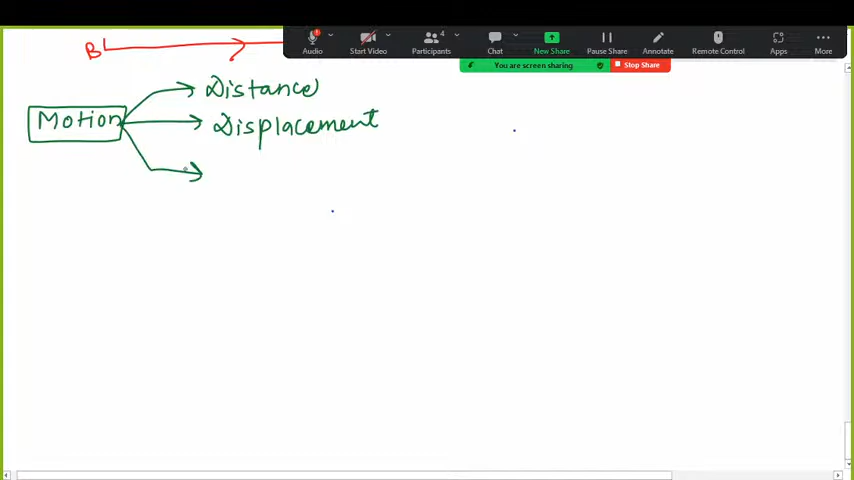 Audio
Start Video
4
Participants
Chat
New Share
Pause Share
Annotate
Remote Control
Apps
More
You are screen sharing
Stop Share
B
Distance
Motion
Displacement